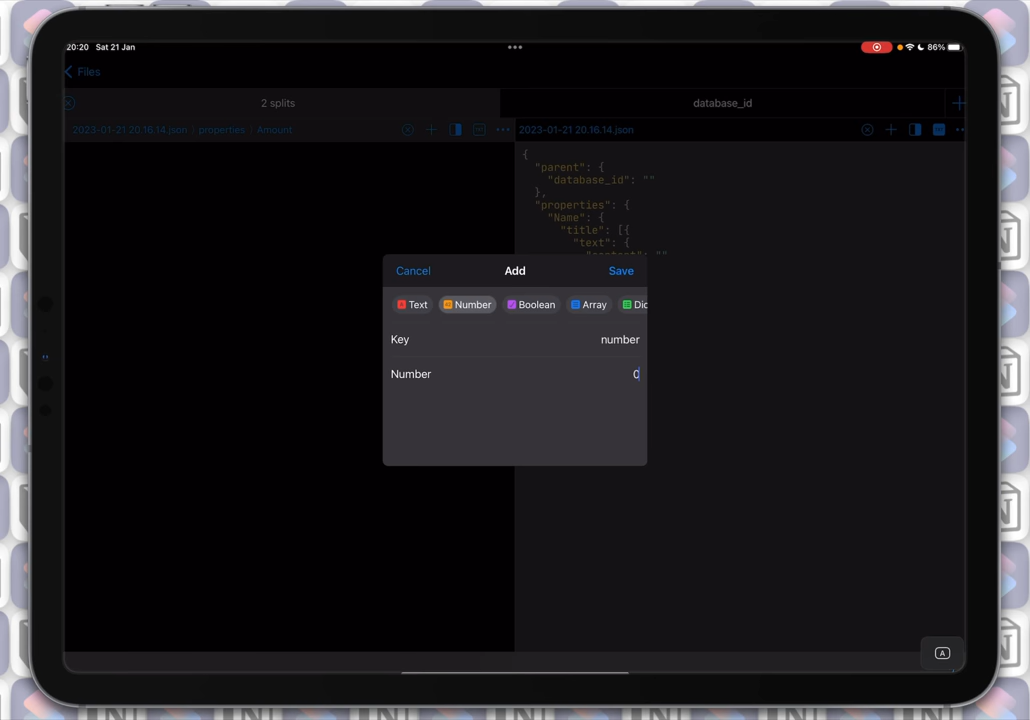 20:20 Sat 21 Jan
86%
Files
2 splits
database_id
2023-01-21 20.16.14.json properties Amount
2023-01-21 20.16.14.json
{
"parent": {
"database_id": ""
},
"properties": {
"Name": {
"title": [{
"text": {
"content": ""
Cancel Add Save
Text Number Boolean Array Dic
Key number
Number 0
A